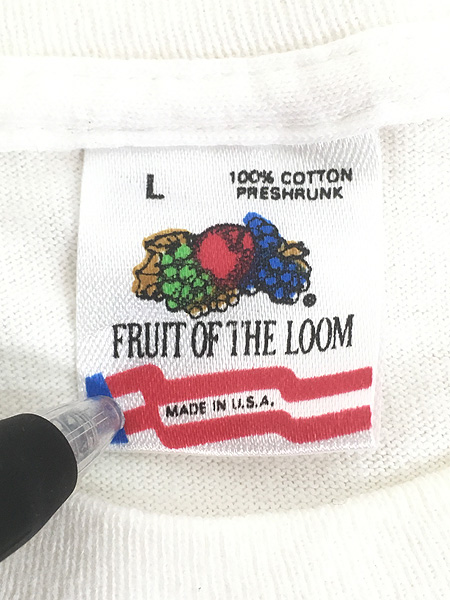 L
100% COTTON
PRESHRUNK
®
FRUIT OF THE LOOM
MADE IN U.S.A.